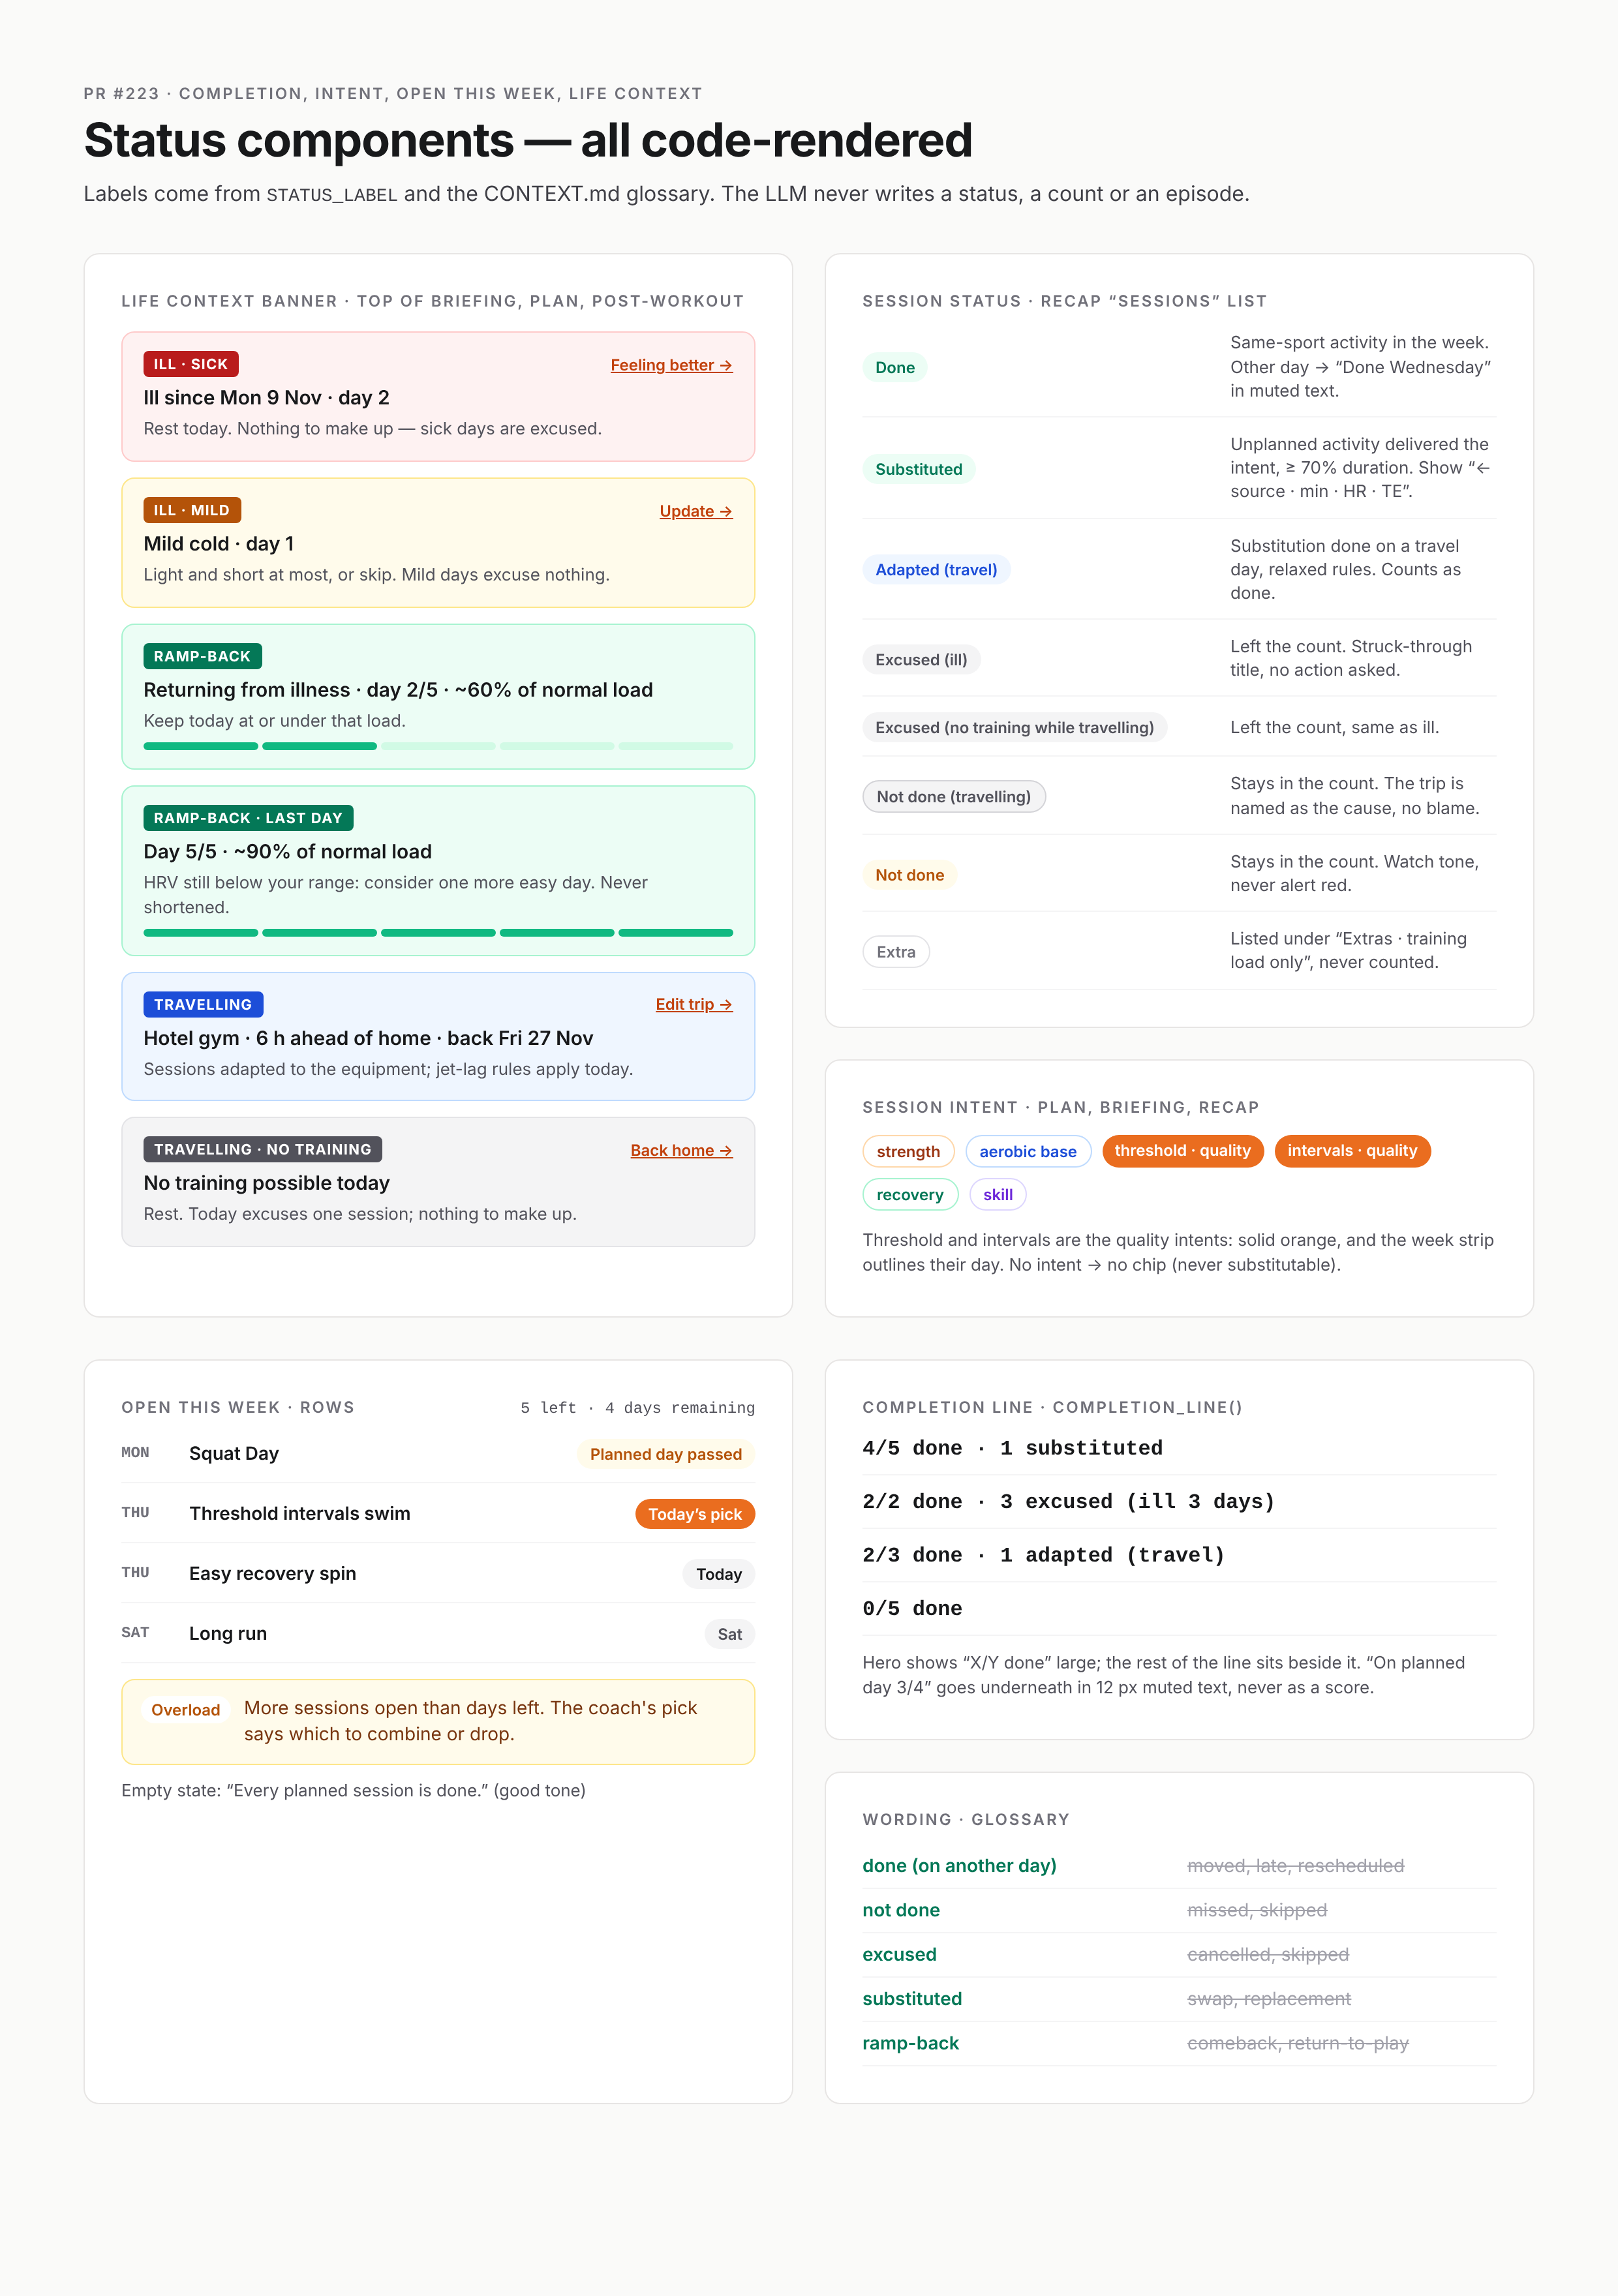 PR #223 · COMPLETION, INTENT, OPEN THIS WEEK, LIFE CONTEXT
Status components — all code-rendered
Labels come from STATUS_LABEL and the CONTEXT.md glossary. The LLM never writes a status, a count or an episode.
LIFE CONTEXT BANNER · TOP OF BRIEFING, PLAN, POST-WORKOUT
ILL · SICK
Feeling better →
Ill since Mon 9 Nov · day 2
Rest today. Nothing to make up — sick days are excused.
ILL · MILD
Update →
Mild cold · day 1
Light and short at most, or skip. Mild days excuse nothing.
RAMP-BACK
Returning from illness · day 2/5 · ~60% of normal load
Keep today at or under that load.
RAMP-BACK · LAST DAY
Day 5/5 · ~90% of normal load
HRV still below your range: consider one more easy day. Never
shortened.
TRAVELLING
Edit trip →
Hotel gym · 6 h ahead of home · back Fri 27 Nov
Sessions adapted to the equipment; jet-lag rules apply today.
TRAVELLING · NO TRAINING
Back home →
No training possible today
Rest. Today excuses one session; nothing to make up.
SESSION STATUS · RECAP “SESSIONS” LIST
Done
Same-sport activity in the week.
Other day → “Done Wednesday”
in muted text.
Substituted
Unplanned activity delivered the
intent, ≥ 70% duration. Show “←
source · min · HR · TE”.
Adapted (travel)
Substitution done on a travel
day, relaxed rules. Counts as
done.
Excused (ill)
Left the count. Struck-through
title, no action asked.
Excused (no training while travelling)
Left the count, same as ill.
Not done (travelling)
Stays in the count. The trip is
named as the cause, no blame.
Not done
Stays in the count. Watch tone,
never alert red.
Extra
Listed under “Extras · training
load only”, never counted.
SESSION INTENT · PLAN, BRIEFING, RECAP
strength
aerobic base
threshold · quality
intervals · quality
recovery
skill
Threshold and intervals are the quality intents: solid orange, and the week strip
outlines their day. No intent → no chip (never substitutable).
OPEN THIS WEEK · ROWS
5 left · 4 days remaining
MON Squat Day Planned day passed
THU Threshold intervals swim Today’s pick
THU Easy recovery spin Today
SAT Long run Sat
Overload
More sessions open than days left. The coach's pick
says which to combine or drop.
Empty state: “Every planned session is done.” (good tone)
COMPLETION LINE · COMPLETION_LINE()
4/5 done · 1 substituted
2/2 done · 3 excused (ill 3 days)
2/3 done · 1 adapted (travel)
0/5 done
Hero shows “X/Y done” large; the rest of the line sits beside it. “On planned
day 3/4” goes underneath in 12 px muted text, never as a score.
WORDING · GLOSSARY
done (on another day) moved, late, rescheduled
not done missed, skipped
excused cancelled, skipped
substituted swap, replacement
ramp-back comeback, return-to-play